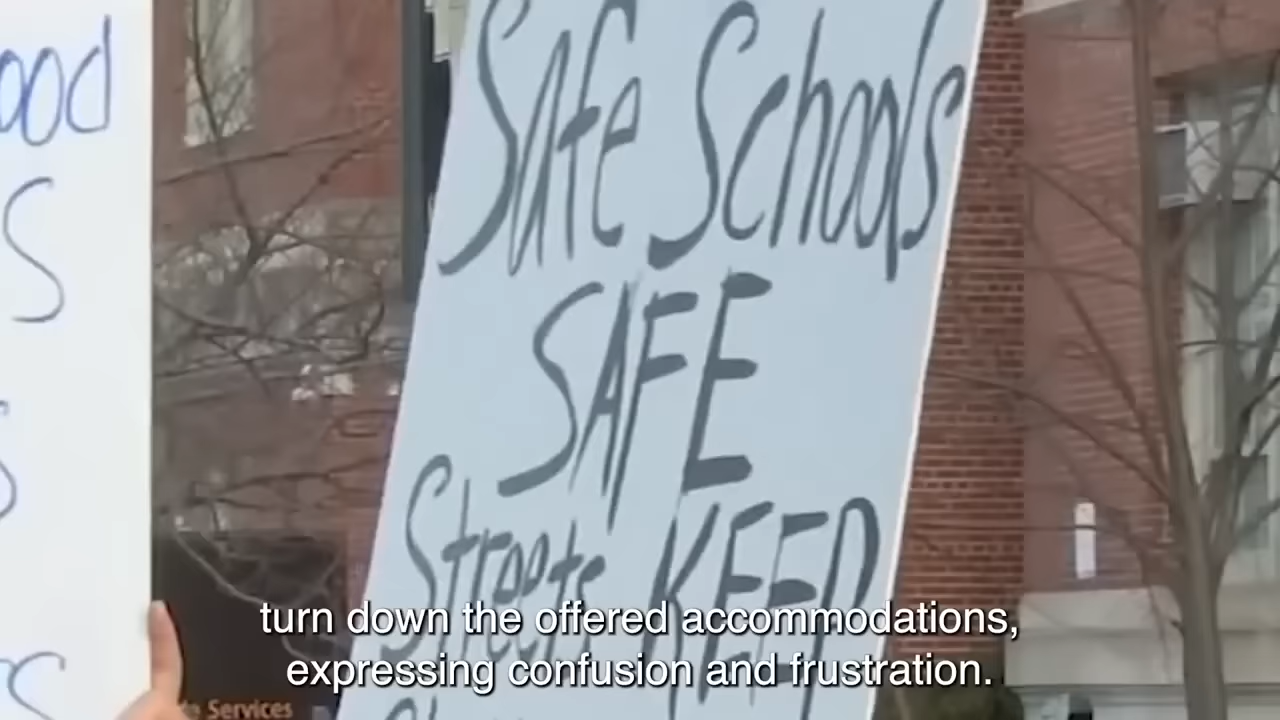 ood
S
S
Safe Schools
SAFE
Streets KEEP
Services
turn down the offered accommodations,
expressing confusion and frustration.